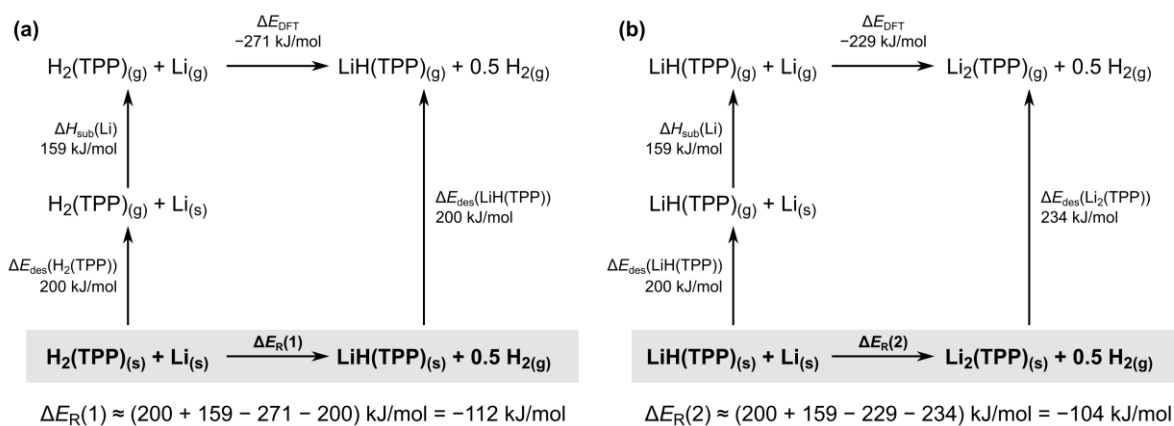 (a)
ΔE_DFT
−271 kJ/mol
H₂(TPP)₍g₎ + Li₍g₎
LiH(TPP)₍g₎ + 0.5 H₂₍g₎
ΔH_sub(Li)
159 kJ/mol
H₂(TPP)₍g₎ + Li₍s₎
ΔE_des(LiH(TPP))
200 kJ/mol
ΔE_des(H₂(TPP))
200 kJ/mol
H₂(TPP)₍s₎ + Li₍s₎
ΔE_R(1)
LiH(TPP)₍s₎ + 0.5 H₂₍g₎
ΔE_R(1) ≈ (200 + 159 − 271 − 200) kJ/mol = −112 kJ/mol
(b)
ΔE_DFT
−229 kJ/mol
LiH(TPP)₍g₎ + Li₍g₎
Li₂(TPP)₍g₎ + 0.5 H₂₍g₎
ΔH_sub(Li)
159 kJ/mol
LiH(TPP)₍g₎ + Li₍s₎
ΔE_des(Li₂(TPP))
234 kJ/mol
ΔE_des(LiH(TPP))
200 kJ/mol
LiH(TPP)₍s₎ + Li₍s₎
ΔE_R(2)
Li₂(TPP)₍s₎ + 0.5 H₂₍g₎
ΔE_R(2) ≈ (200 + 159 − 229 − 234) kJ/mol = −104 kJ/mol